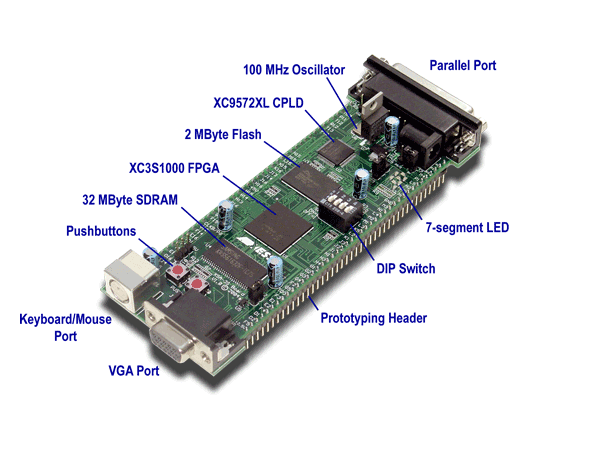 100 MHz Oscillator
Parallel Port
XC9572XL CPLD
2 MByte Flash
XC3S1000 FPGA
32 MByte SDRAM
Pushbuttons
7-segment LED
DIP Switch
Keyboard/Mouse
Port
Prototyping Header
VGA Port